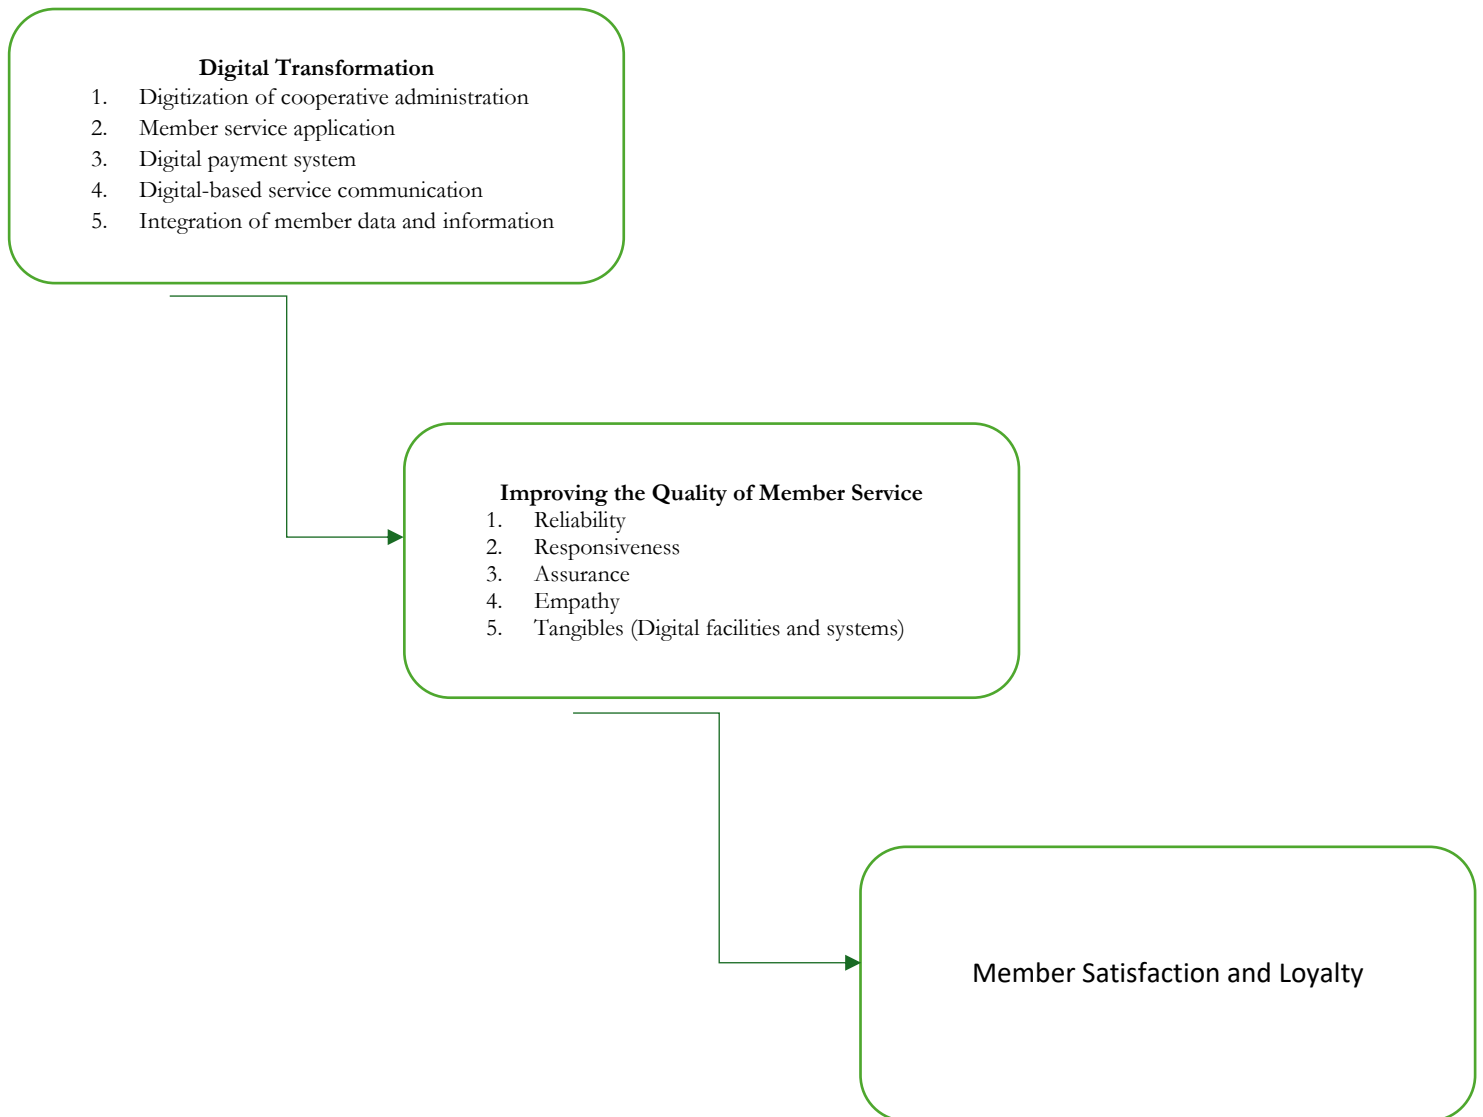 Digital Transformation
1. Digitization of cooperative administration
2. Member service application
3. Digital payment system
4. Digital-based service communication
5. Integration of member data and information
Improving the Quality of Member Service
1. Reliability
2. Responsiveness
3. Assurance
4. Empathy
5. Tangibles (Digital facilities and systems)
Member Satisfaction and Loyalty